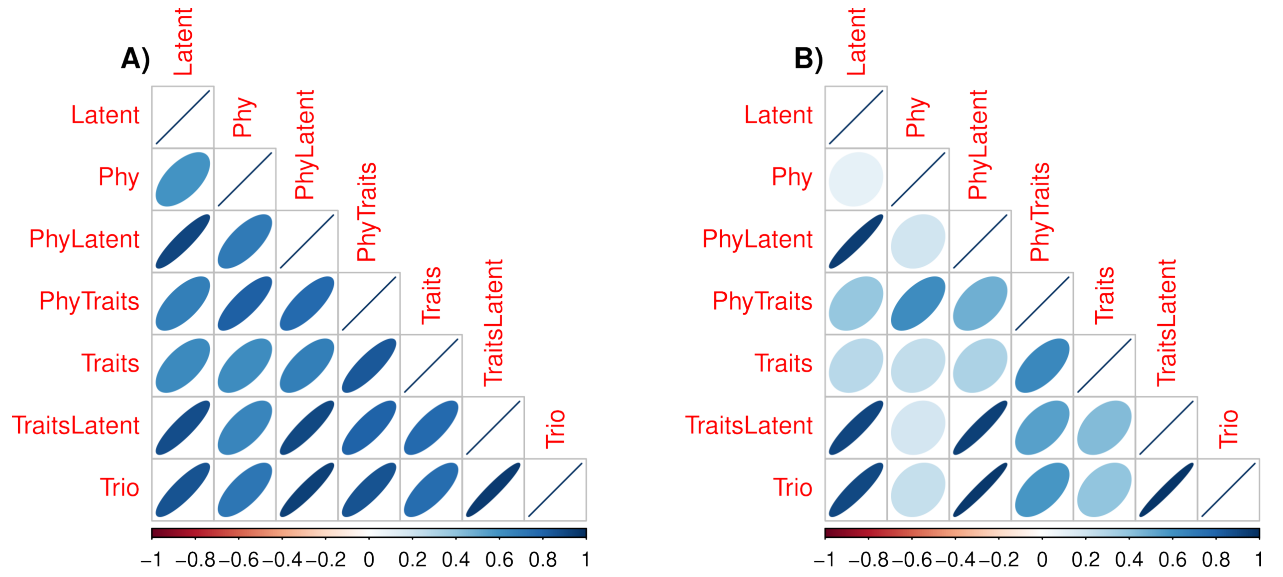 A)
Latent
Phy
PhyLatent
PhyTraits
Traits
TraitsLatent
Trio
Latent
Phy
PhyLatent
PhyTraits
Traits
TraitsLatent
Trio
−1 −0.8 −0.6 −0.4 −0.2 0 0.2 0.4 0.6 0.8 1
B)
Latent
Phy
PhyLatent
PhyTraits
Traits
TraitsLatent
Trio
Latent
Phy
PhyLatent
PhyTraits
Traits
TraitsLatent
Trio
−1 −0.8 −0.6 −0.4 −0.2 0 0.2 0.4 0.6 0.8 1